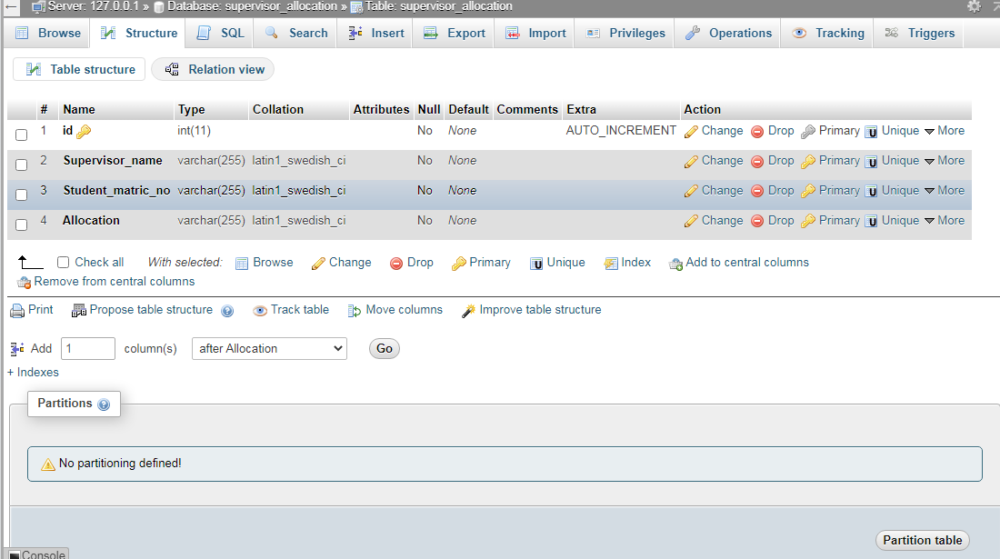 Server: 127.0.0.1 » Database: supervisor_allocation » Table: supervisor_allocation
Browse Structure SQL Search Insert Export Import Privileges Operations Tracking Triggers
Table structure Relation view
# Name Type Collation Attributes Null Default Comments Extra Action
1 id int(11) No None AUTO_INCREMENT Change Drop Primary Unique More
2 Supervisor_name varchar(255) latin1_swedish_ci No None Change Drop Primary Unique More
3 Student_matric_no varchar(255) latin1_swedish_ci No None Change Drop Primary Unique More
4 Allocation varchar(255) latin1_swedish_ci No None Change Drop Primary Unique More
Check all With selected: Browse Change Drop Primary Unique Index Add to central columns
Remove from central columns
Print Propose table structure Track table Move columns Improve table structure
Add 1 column(s) after Allocation Go
+ Indexes
Partitions
No partitioning defined!
Partition table
Console